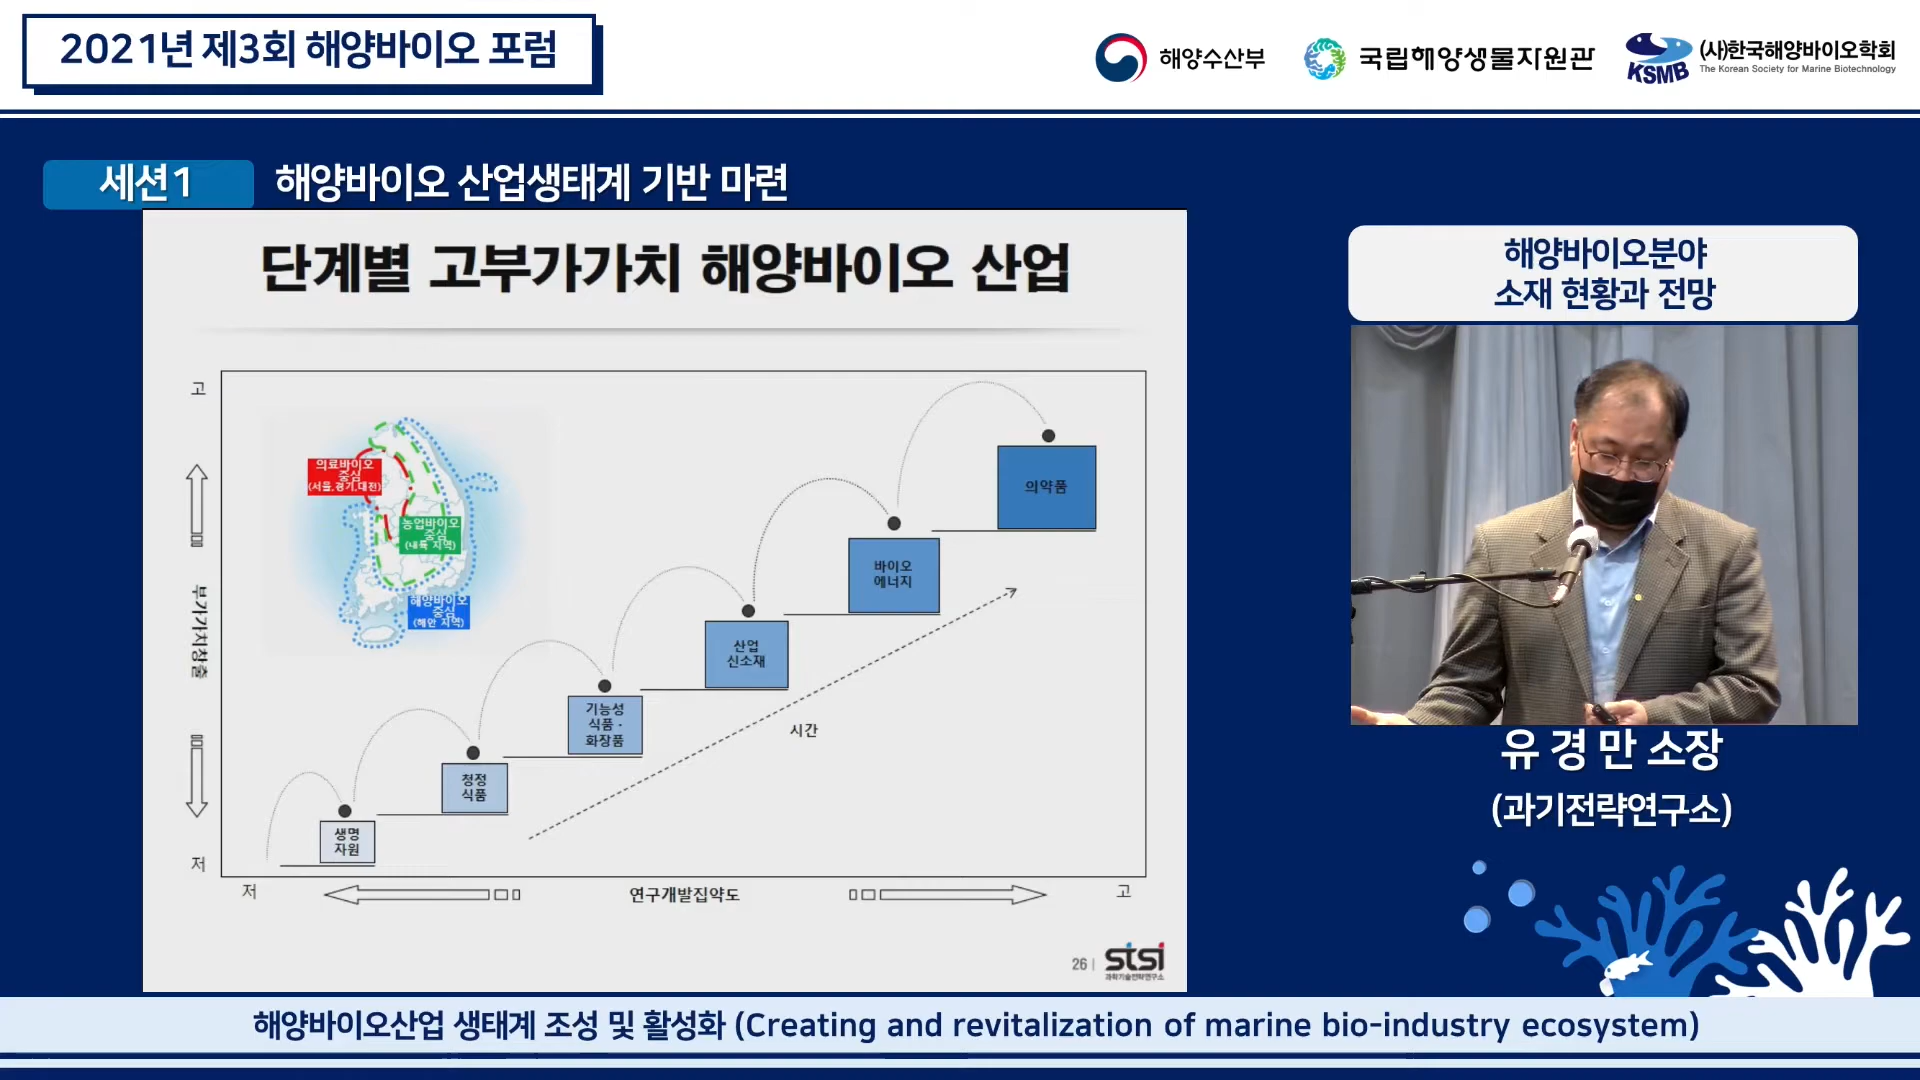 2021년 제3회 해양바이오 포럼
해양수산부
국립해양생물자원관
KSMB
(사)한국해양바이오학회
The Korean Society for Marine Biotechnology
세션1
해양바이오 산업생태계 기반 마련
단계별 고부가가치 해양바이오 산업
고
부가가치창출
저
의료바이오
중심
(서울,경기,대전)
농업바이오
중심
(내륙 지역)
해양바이오
중심
(해안 지역)
생명
자원
청정
식품
기능성
식품·
화장품
산업
신소재
바이오
에너지
의약품
시간
저
연구개발집약도
고
26
stsi
과학기술전략연구소
해양바이오분야
소재 현황과 전망
유 경 만 소장
(과기전략연구소)
해양바이오산업 생태계 조성 및 활성화 (Creating and revitalization of marine bio-industry ecosystem)